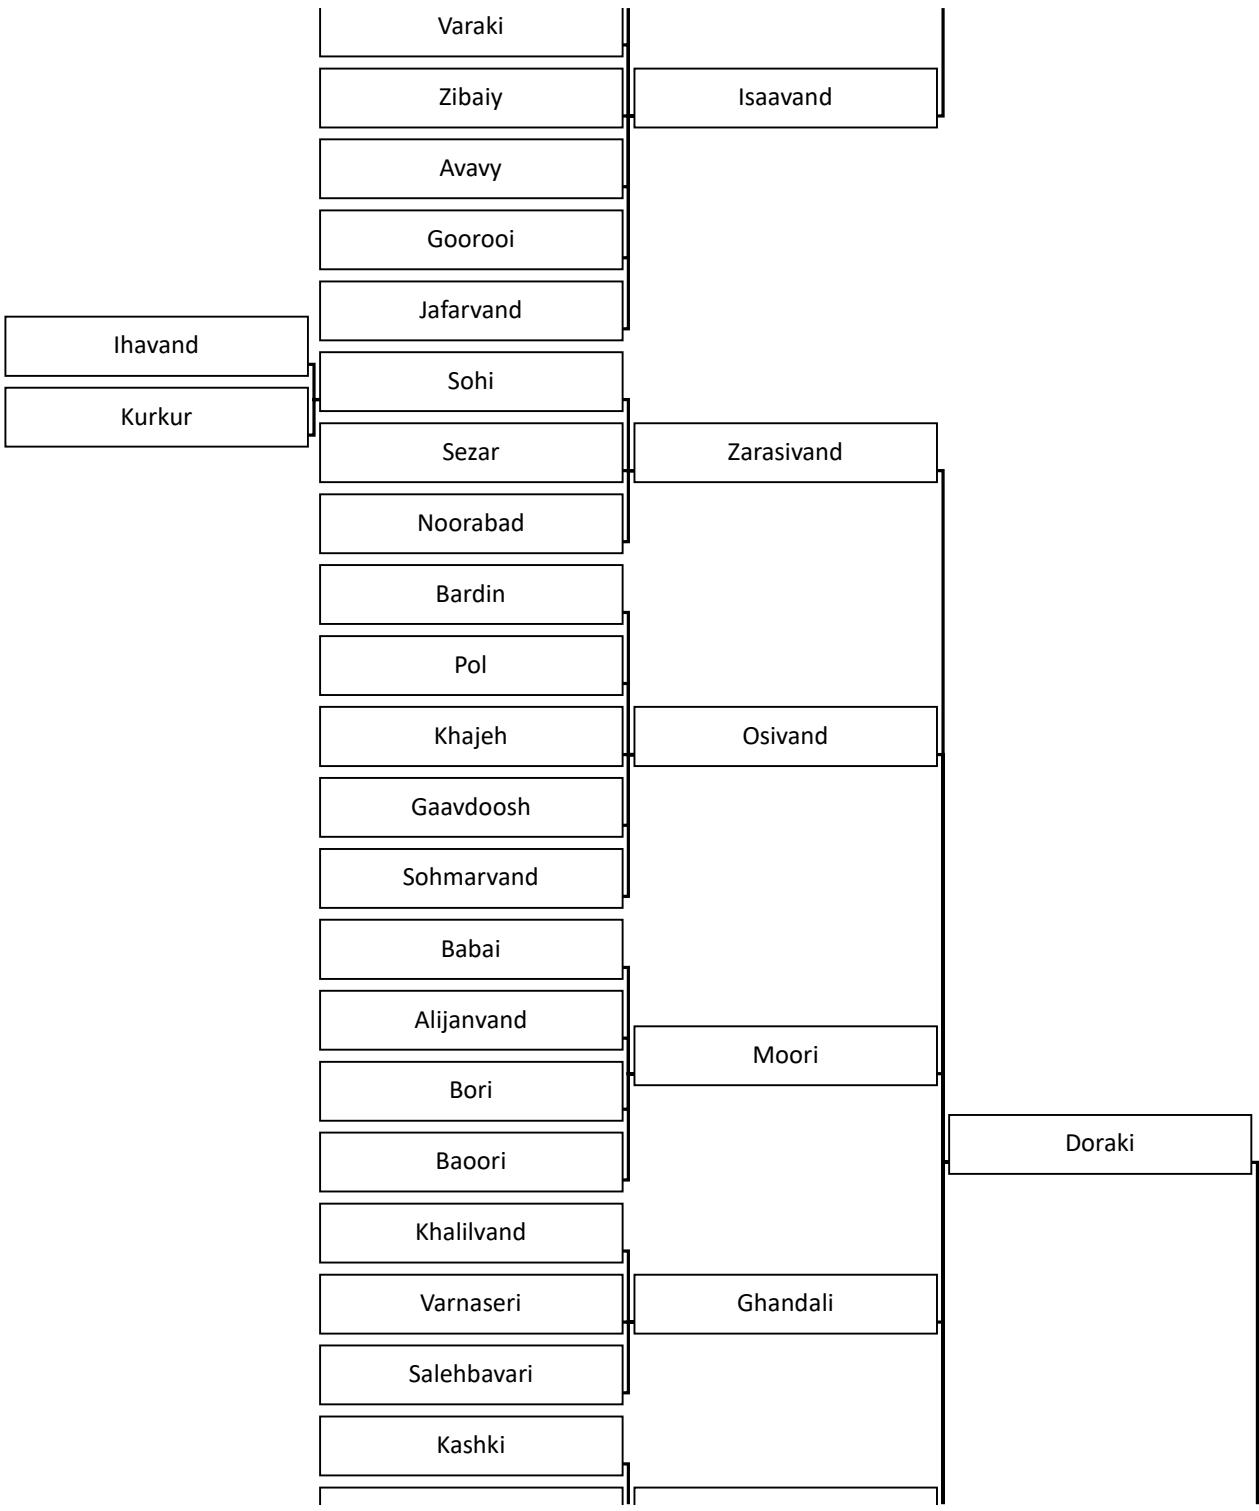 Varaki
Zibaiy
Isaavand
Avavy
Goorooi
Jafarvand
Ihavand
Sohi
Kurkur
Sezar
Zarasivand
Noorabad
Bardin
Pol
Khajeh
Osivand
Gaavdoosh
Sohmarvand
Babai
Alijanvand
Moori
Bori
Doraki
Baoori
Khalilvand
Varnaseri
Ghandali
Salehbavari
Kashki